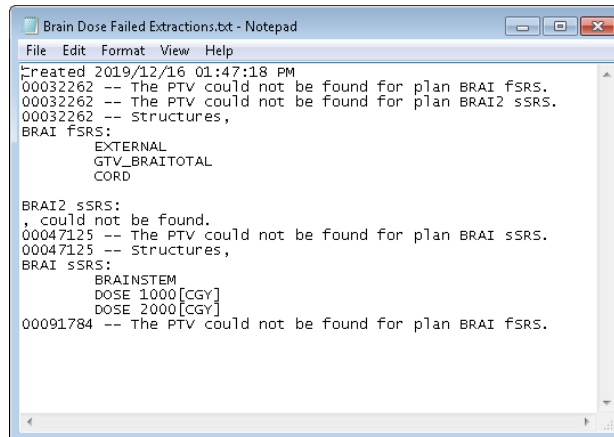 Brain Dose Failed Extractions.txt - Notepad
File Edit Format View Help
Created 2019/12/16 01:47:18 PM
00032262 -- The PTV could not be found for plan BRAI fSRS.
00032262 -- The PTV could not be found for plan BRAI2 sSRS.
00032262 -- Structures,
BRAI fSRS:
EXTERNAL
GTV_BRAITOTAL
CORD
BRAI2 sSRS:
, could not be found.
00047125 -- The PTV could not be found for plan BRAI sSRS.
00047125 -- Structures,
BRAI sSRS:
BRAINSTEM
DOSE 1000[CGY]
DOSE 2000[CGY]
00091784 -- The PTV could not be found for plan BRAI fSRS.